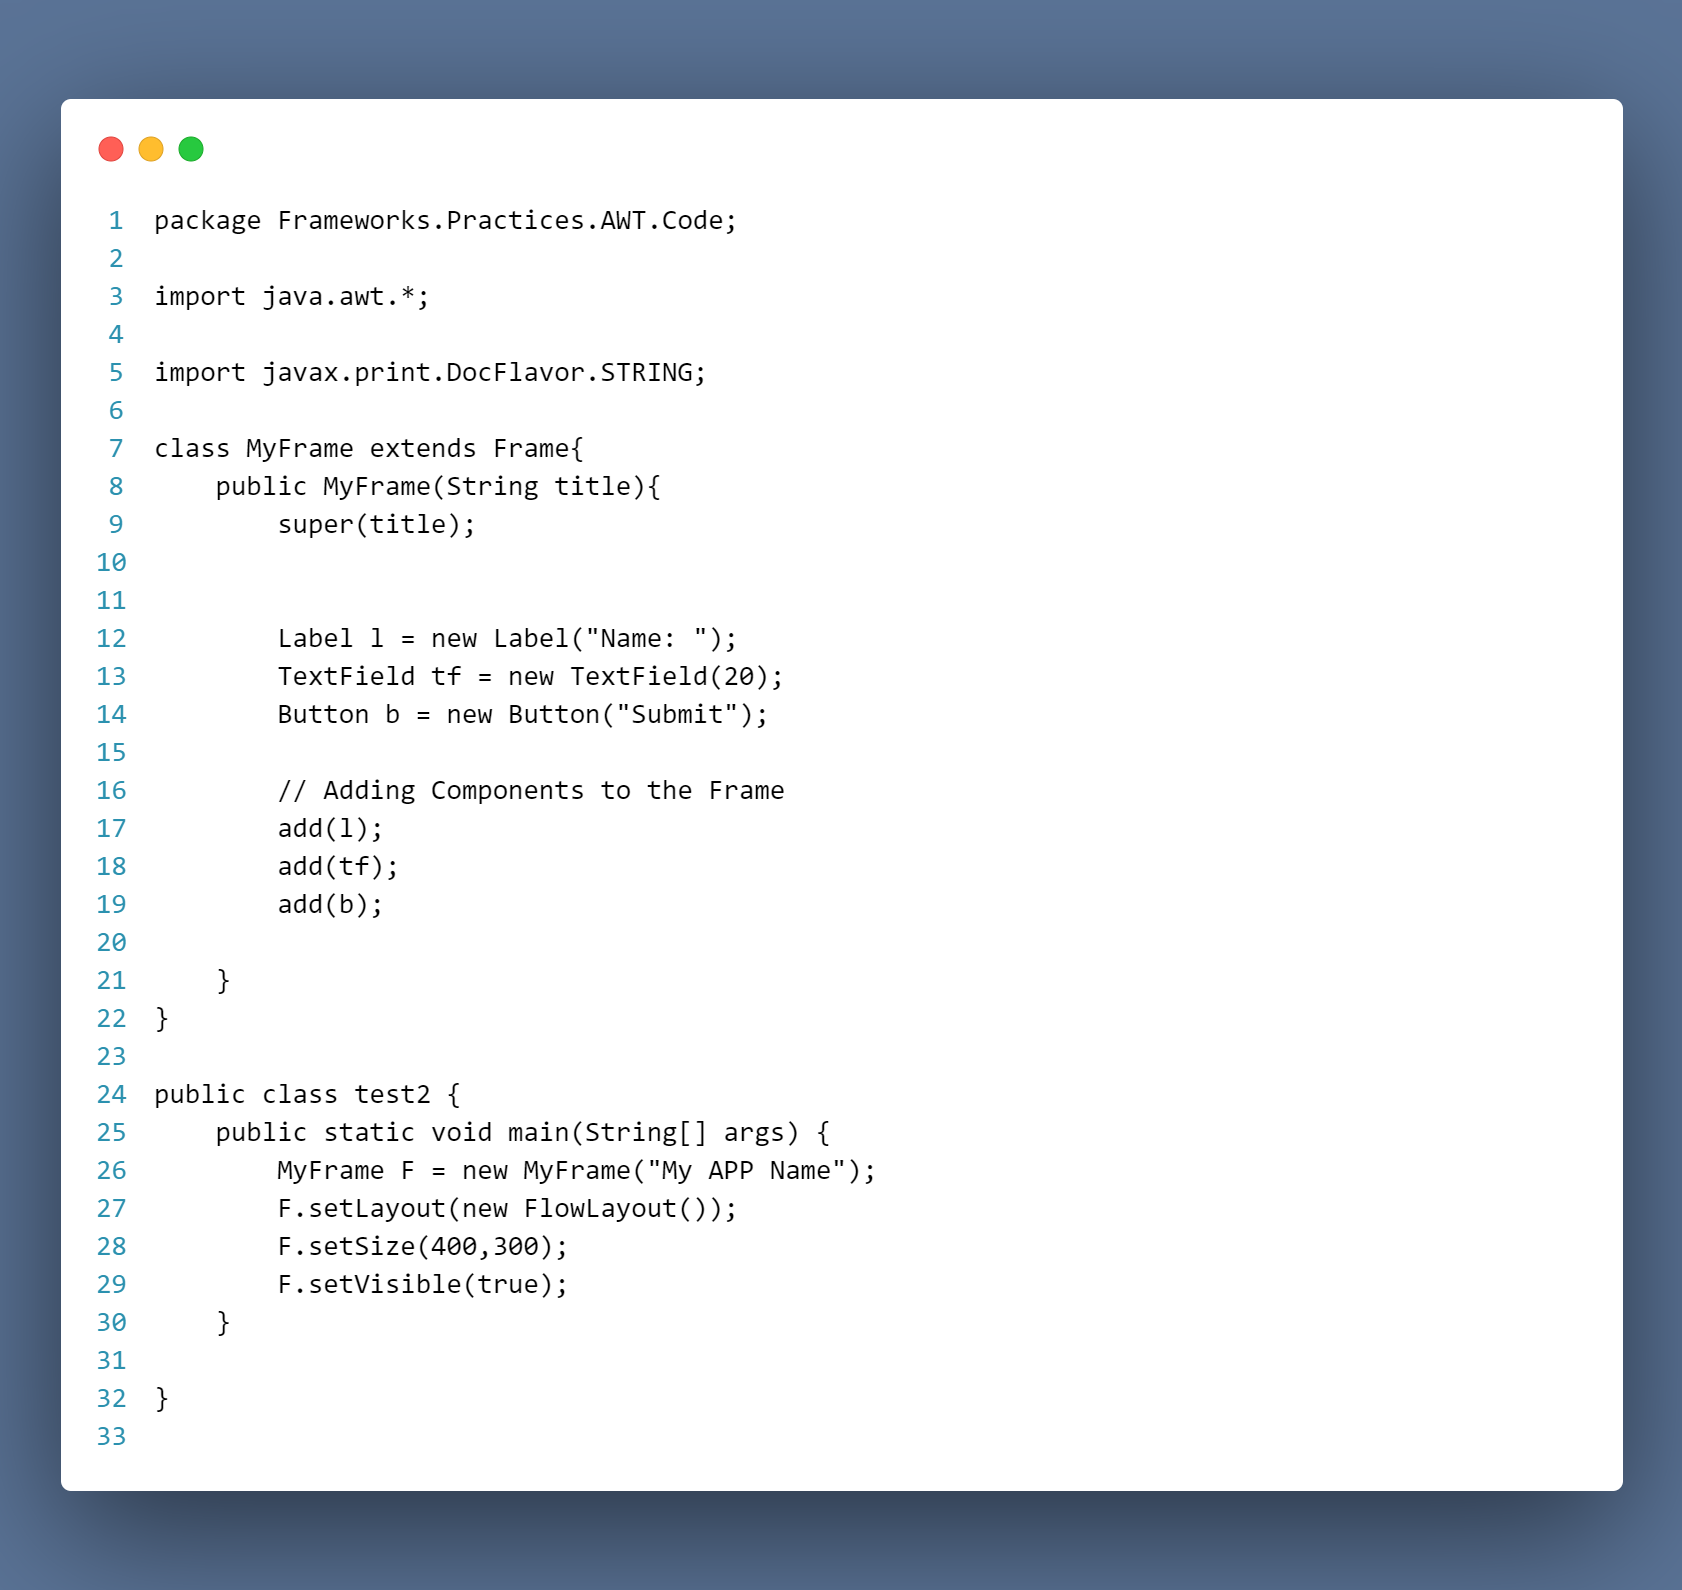 1 package Frameworks.Practices.AWT.Code;
2
3 import java.awt.*;
4
5 import javax.print.DocFlavor.STRING;
6
7 class MyFrame extends Frame{
8     public MyFrame(String title){
9         super(title);
10
11
12         Label l = new Label("Name: ");
13         TextField tf = new TextField(20);
14         Button b = new Button("Submit");
15
16         // Adding Components to the Frame
17         add(l);
18         add(tf);
19         add(b);
20
21     }
22 }
23
24 public class test2 {
25     public static void main(String[] args) {
26         MyFrame F = new MyFrame("My APP Name");
27         F.setLayout(new FlowLayout());
28         F.setSize(400,300);
29         F.setVisible(true);
30     }
31
32 }
33